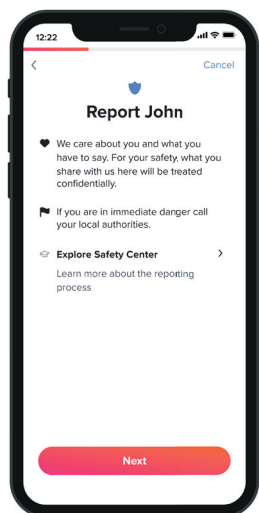 12:22
Cancel
Report John
We care about you and what you
have to say. For your safety, what you
share with us here will be treated
confidentially.
If you are in immediate danger call
your local authorities.
Explore Safety Center
Learn more about the reporting
process
Next